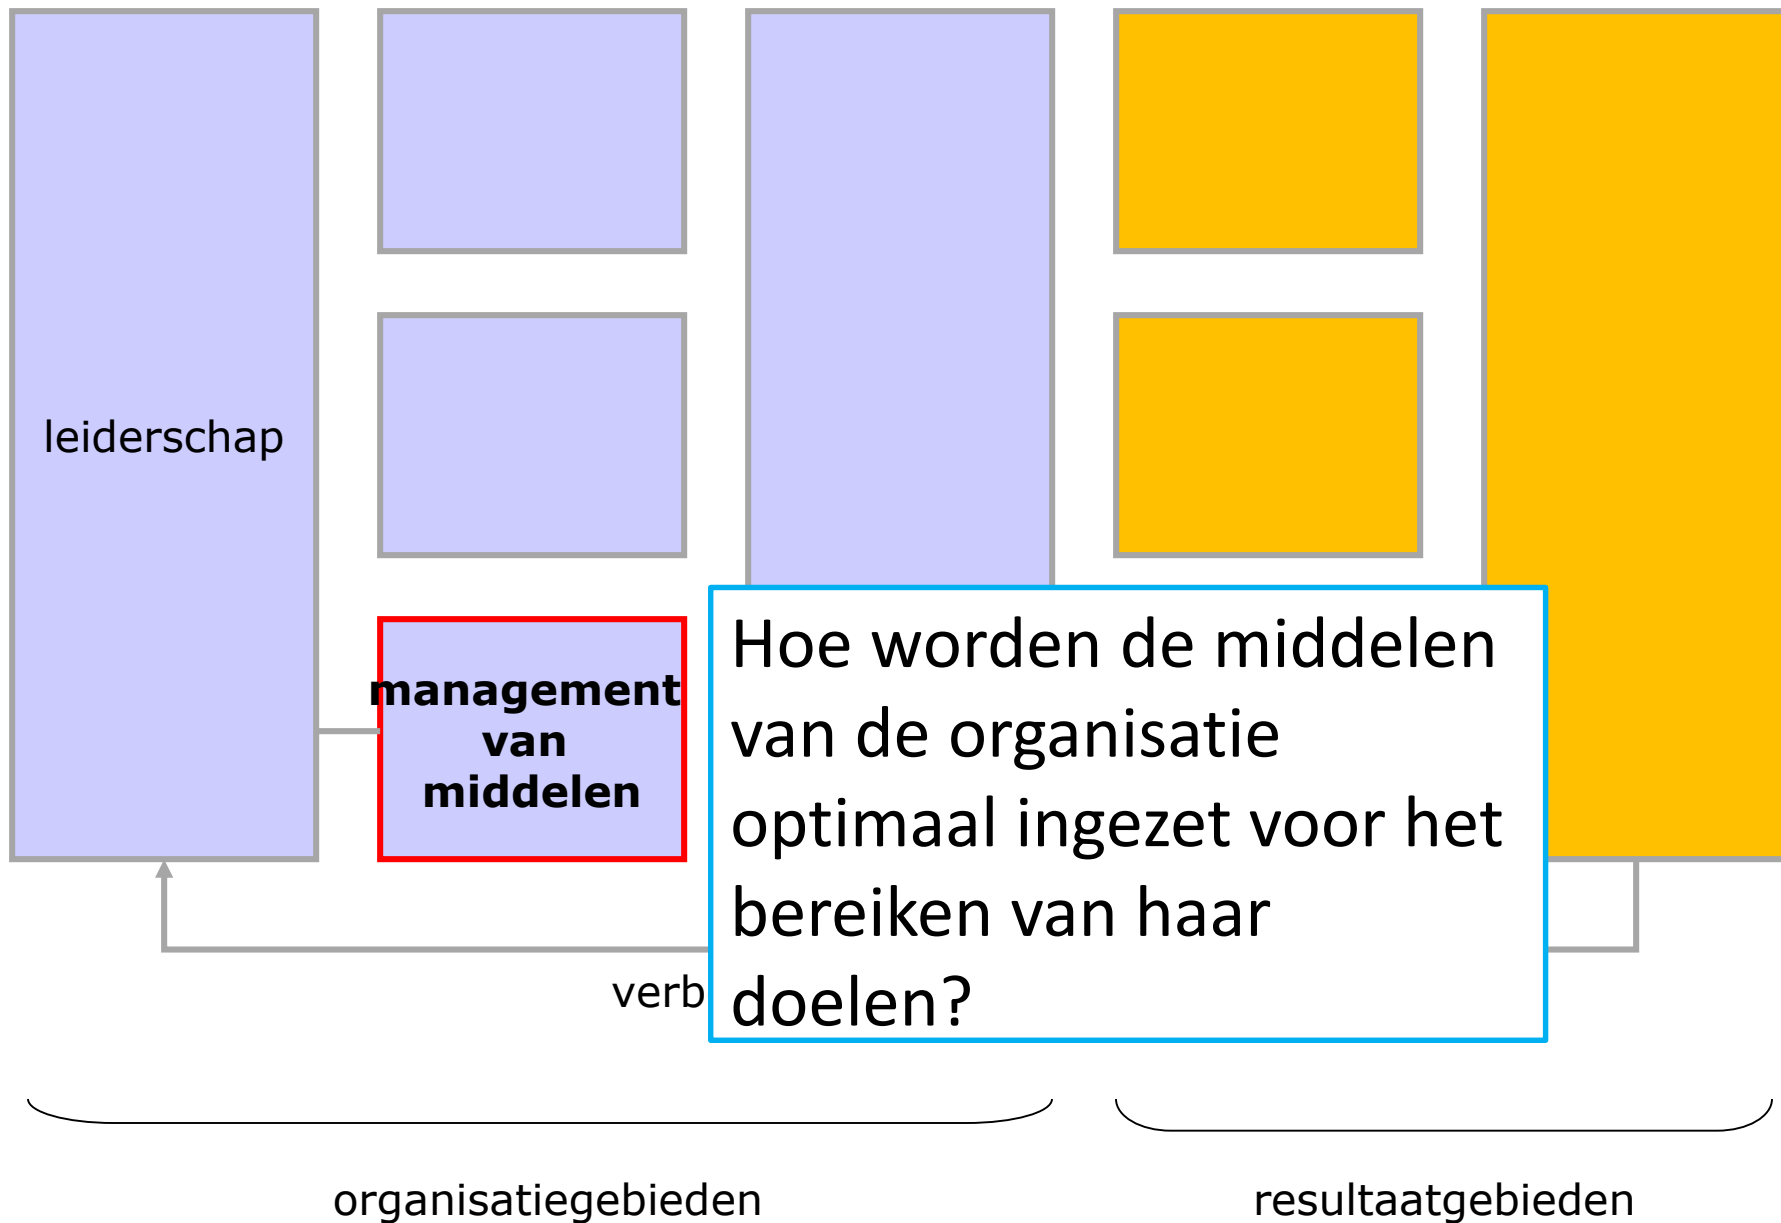 leiderschap
management
van
middelen
Hoe worden de middelen
van de organisatie
optimaal ingezet voor het
bereiken van haar
doelen?
verb
organisatiegebieden
resultaatgebieden